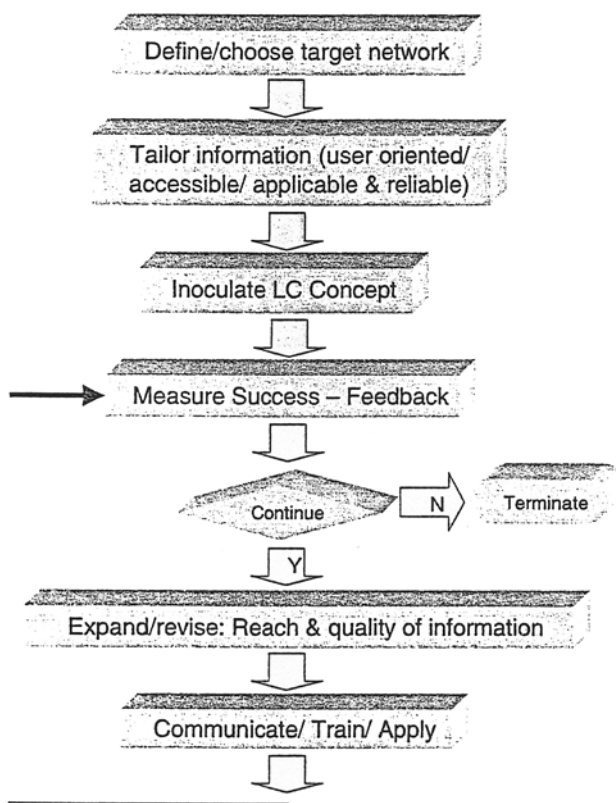 Define/choose target network
Tailor information (user oriented/
accessible/ applicable & reliable)
Inoculate LC Concept
Measure Success – Feedback
Continue
N
Terminate
Y
Expand/revise: Reach & quality of information
Communicate/ Train/ Apply